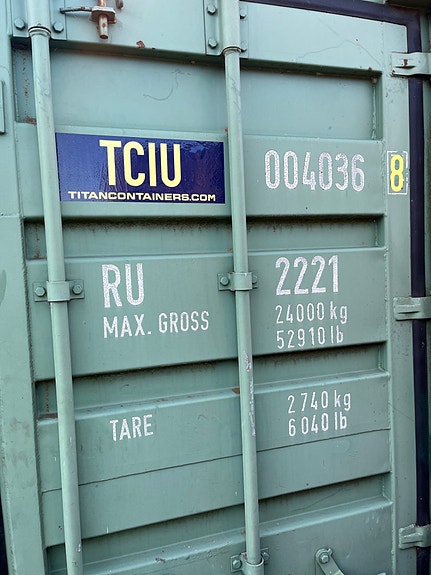 TCIU 004036 8
TITANCONTAINERS.COM
RU 2221
MAX. GROSS 24000 kg
52910 lb
TARE 2740 kg
6040 lb